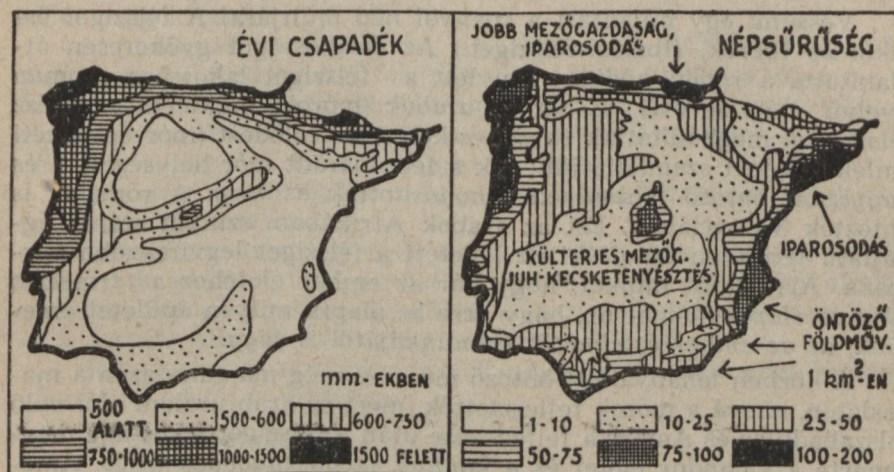 ÉVI CSAPADÉK
mm-EKBEN
500 ALATT
500-600
600-750
750-1000
1000-1500
1500 FELETT
JOBB MEZŐGAZDASÁG,
IPAROSODÁS
NÉPSŰRŰSÉG
IPAROSODÁS
KÜLTERJES MEZŐG.
JUH-KECSKETENYÉSZTÉS
ÖNTÖZŐ
FÖLDMŰV.
km²-EN
1-10
10-25
25-50
50-75
75-100
100-200